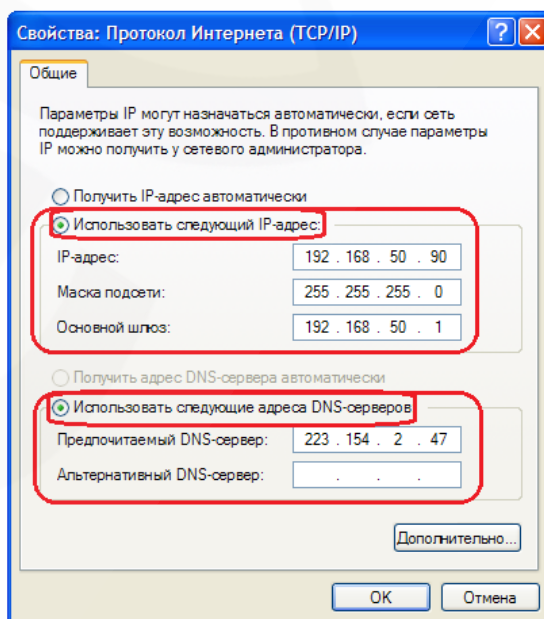 Свойства: Протокол Интернета (TCP/IP)
Общие
Параметры IP могут назначаться автоматически, если сеть
поддерживает эту возможность. В противном случае параметры
IP можно получить у сетевого администратора.
Получить IP-адрес автоматически
Использовать следующий IP-адрес:
IP-адрес: 192 . 168 . 50 . 90
Маска подсети: 255 . 255 . 255 . 0
Основной шлюз: 192 . 168 . 50 . 1
Получить адрес DNS-сервера автоматически
Использовать следующие адреса DNS-серверов
Предпочитаемый DNS-сервер: 223 . 154 . 2 . 47
Альтернативный DNS-сервер: . . .
Дополнительно...
OK Отмена